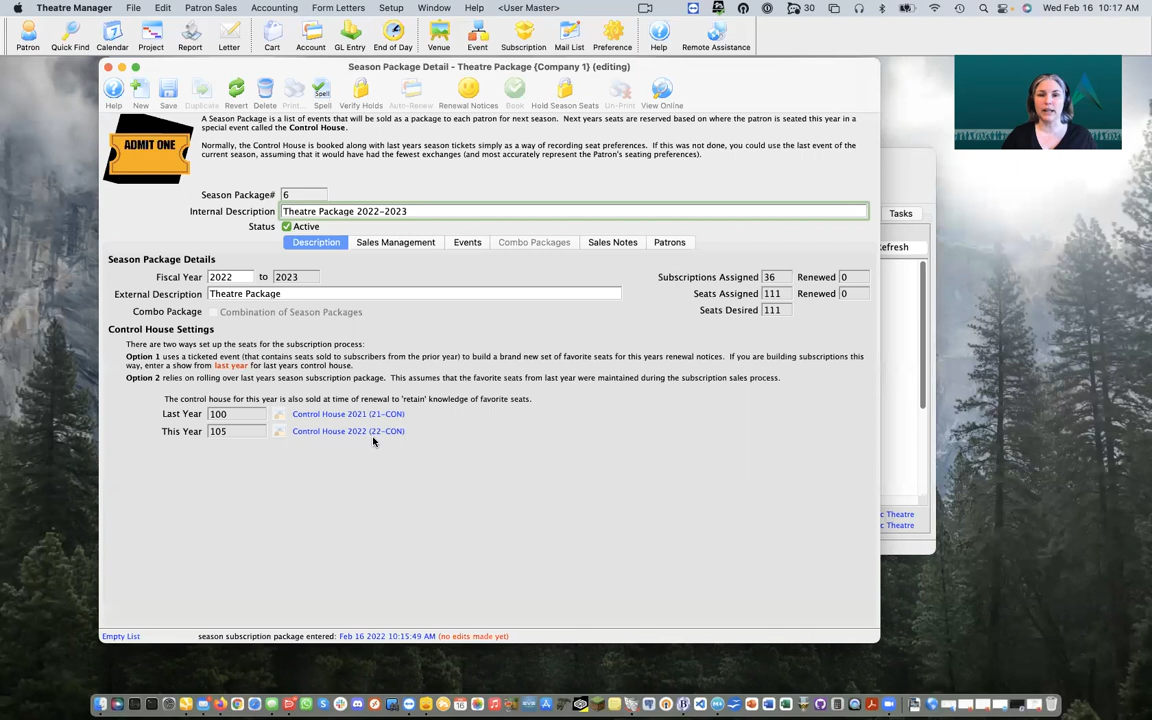 Theatre Manager File Edit Patron Sales Accounting Form Letters Setup Window Help <User Master> 30 Wed Feb 16 10:17 AM
Patron Quick Find Calendar Project Report Letter Cart Account GL Entry End of Day Venue Event Subscription Mail List Preference Help Remote Assistance
Season Package Detail - Theatre Package {Company 1} (editing)
Spell
Help New Save Duplicate Revert Delete Print... Spell Verify Holds Auto-Renew Renewal Notices Book Hold Season Seats Un-Print View Online
ADMIT ONE
A Season Package is a list of events that will be sold as a package to each patron for next season. Next years seats are reserved based on where the patron is seated this year in a
special event called the Control House.
Normally, the Control House is booked along with last years season tickets simply as a way of recording seat preferences. If this was not done, you could use the last event of the
current season, assuming that it would have had the fewest exchanges (and most accurately represent the Patron's seating preferences).
Season Package# 6
Internal Description Theatre Package 2022-2023
Status Active
Description Sales Management Events Combo Packages Sales Notes Patrons
Tasks
efresh
Season Package Details
Fiscal Year 2022 to 2023 Subscriptions Assigned 36 Renewed 0
External Description Theatre Package Seats Assigned 111 Renewed 0
Combo Package Combination of Season Packages Seats Desired 111
Control House Settings
There are two ways set up the seats for the subscription process:
Option 1 uses a ticketed event (that contains seats sold to subscribers from the prior year) to build a brand new set of favorite seats for this years renewal notices. If you are building subscriptions this
way, enter a show from last year for last years control house.
Option 2 relies on rolling over last years season subscription package. This assumes that the favorite seats from last year were maintained during the subscription sales process.
The control house for this year is also sold at time of renewal to 'retain' knowledge of favorite seats.
Last Year 100 Control House 2021 (21-CON)
This Year 105 Control House 2022 (22-CON)
c Theatre
c Theatre
Empty List season subscription package entered: Feb 16 2022 10:15:49 AM (no edits made yet)